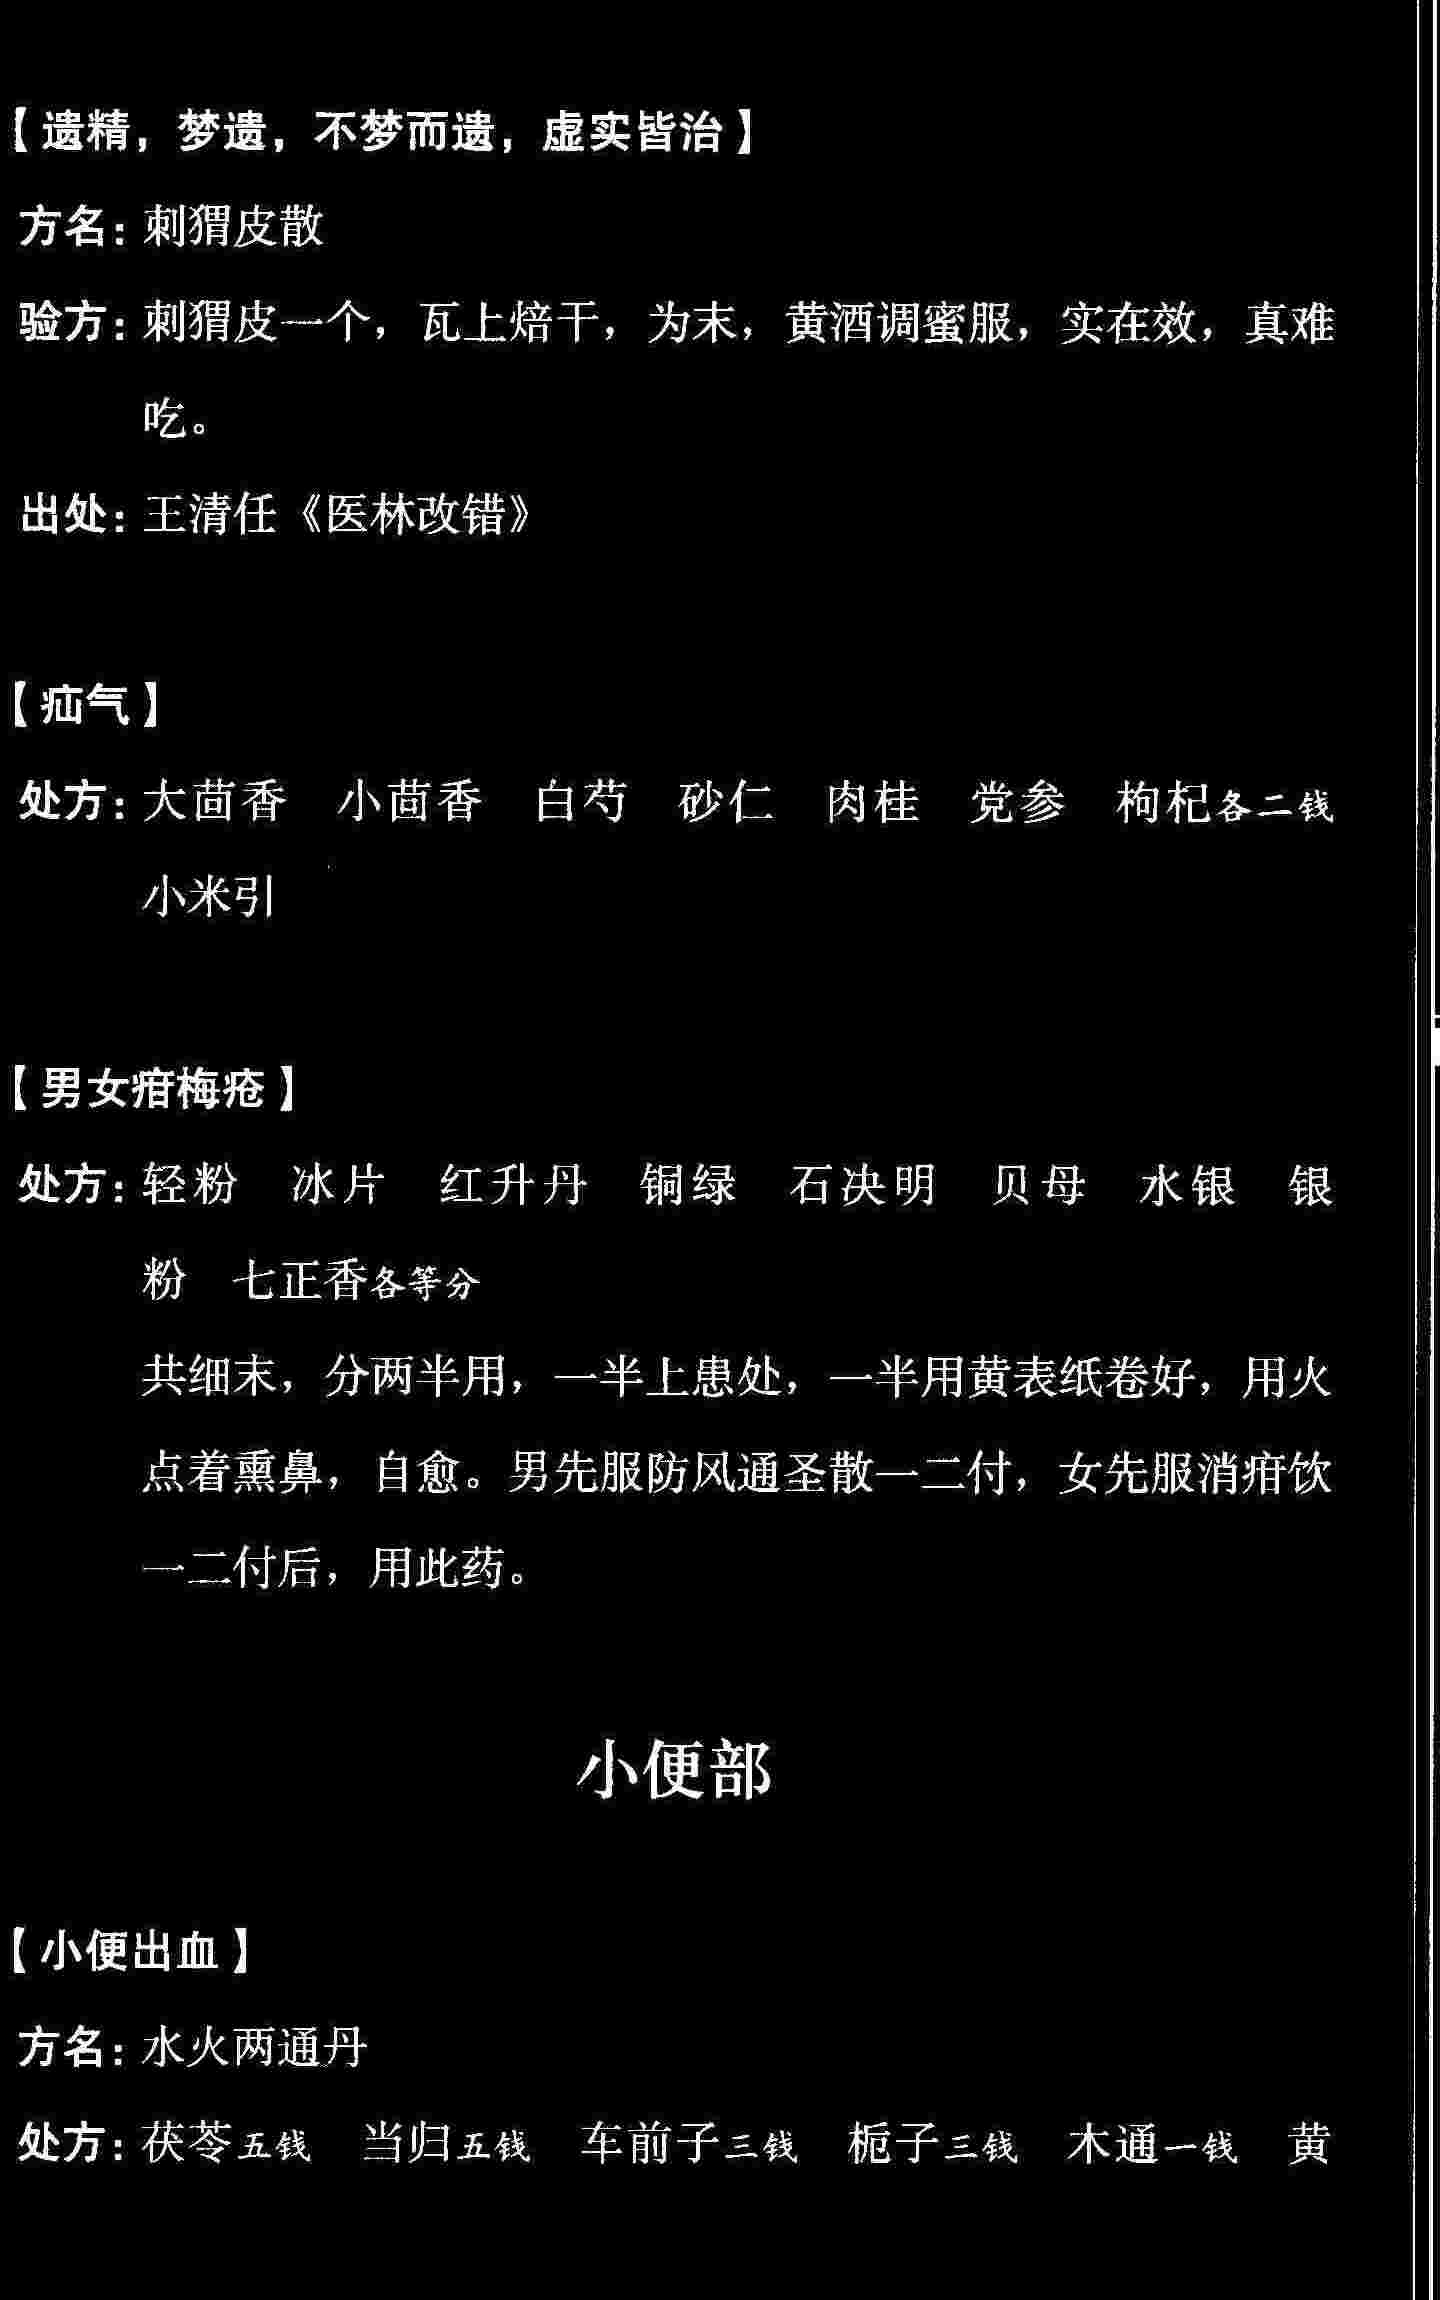 【遗精，梦遗，不梦而遗，虚实皆治】
方名：刺猬皮散
验方：刺猬皮一个，瓦上焙干，为末，黄酒调蜜服，实在效，真难
吃。
出处：王清任《医林改错》
【疝气】
处方：大茴香　小茴香　白芍　砂仁　肉桂　党参　枸杞各二钱
小米引
【男女疳梅疮】
处方：轻粉　冰片　红升丹　铜绿　石决明　贝母　水银　银
粉　七正香各等分
共细末，分两半用，一半上患处，一半用黄表纸卷好，用火
点着熏鼻，自愈。男先服防风通圣散一二付，女先服消疳饮
一二付后，用此药。
小便部
【小便出血】
方名：水火两通丹
处方：茯苓五钱　当归五钱　车前子三钱　栀子三钱　木通一钱　黄